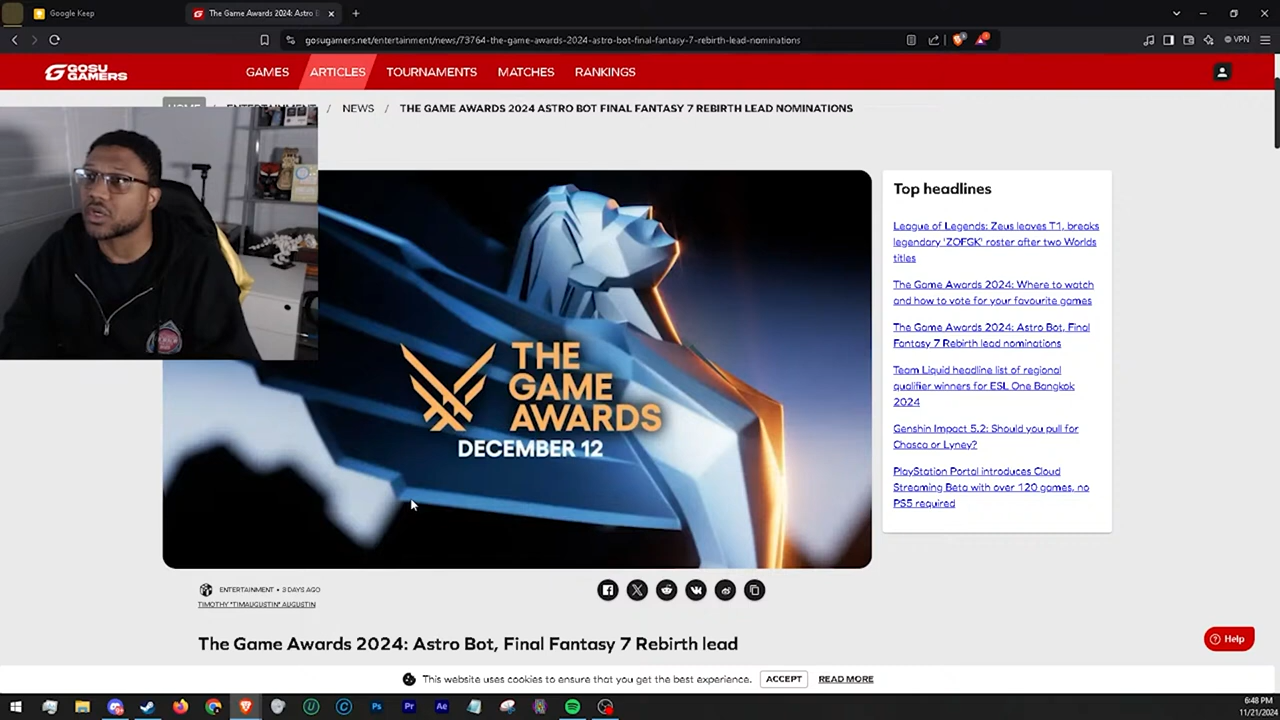 Google Keep
The Game Awards 2024: Astro B
gosugamers.net/entertainment/news/73764-the-game-awards-2024-astro-bot-final-fantasy-7-rebirth-lead-nominations
VPN
GOSU
GAMERS
GAMES
ARTICLES
TOURNAMENTS
MATCHES
RANKINGS
HOME / ENTERTAINMENT / NEWS / THE GAME AWARDS 2024 ASTRO BOT FINAL FANTASY 7 REBIRTH LEAD NOMINATIONS
THE
GAME
AWARDS
DECEMBER 12
Top headlines
League of Legends: Zeus leaves T1, breaks
legendary 'ZOFGK' roster after two Worlds
titles
The Game Awards 2024: Where to watch
and how to vote for your favourite games
The Game Awards 2024: Astro Bot, Final
Fantasy 7 Rebirth lead nominations
Team Liquid headline list of regional
qualifier winners for ESL One Bangkok
2024
Genshin Impact 5.2: Should you pull for
Chasca or Lyney?
PlayStation Portal introduces Cloud
Streaming Beta with over 120 games, no
PS5 required
ENTERTAINMENT • 3 DAYS AGO
TIMOTHY "TIMAUGUSTIN" AUGUSTIN
The Game Awards 2024: Astro Bot, Final Fantasy 7 Rebirth lead
Help
This website uses cookies to ensure that you get the best experience.
ACCEPT
READ MORE
6:48 PM
11/21/2024